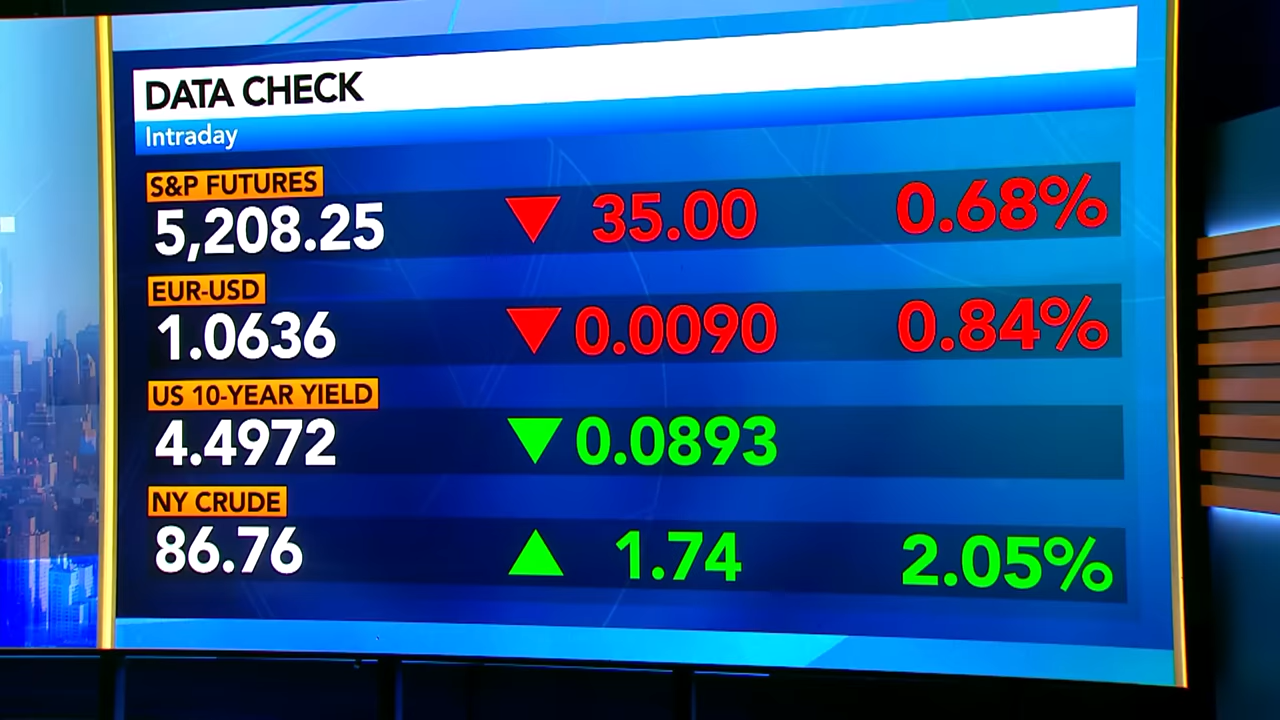 DATA CHECK
Intraday
S&P FUTURES
5,208.25 ▼ 35.00 0.68%
EUR-USD
1.0636 ▼ 0.0090 0.84%
US 10-YEAR YIELD
4.4972 ▼ 0.0893
NY CRUDE
86.76 ▲ 1.74 2.05%